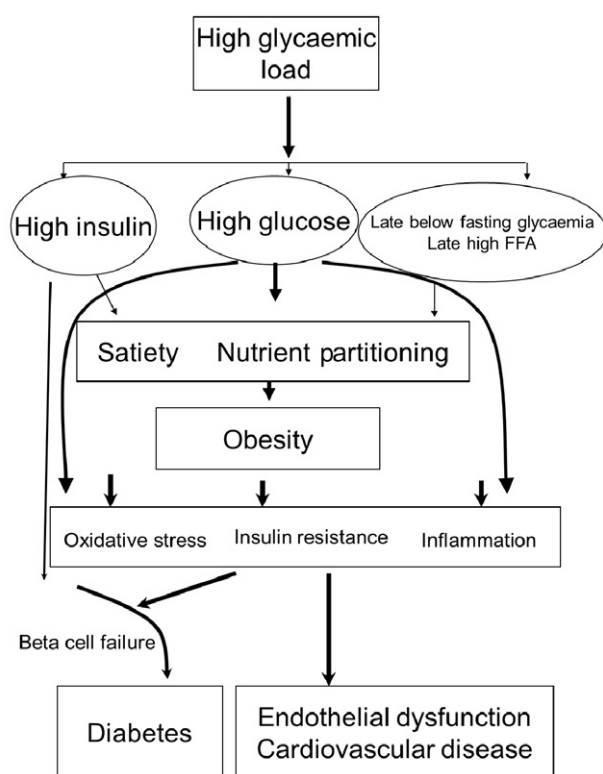 High glycaemic
load
High insulin
High glucose
Late below fasting glycaemia
Late high FFA
Satiety Nutrient partitioning
Obesity
Oxidative stress Insulin resistance Inflammation
Beta cell failure
Diabetes
Endothelial dysfunction
Cardiovascular disease